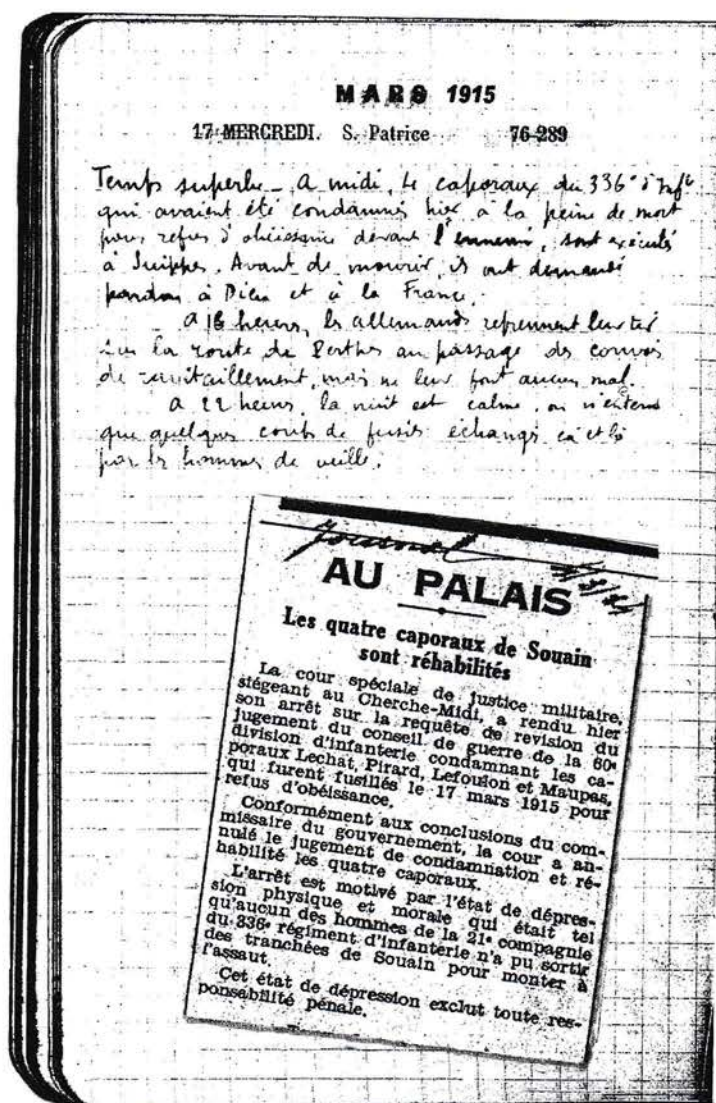 MARS 1915
17 MERCREDI. S. Patrice 76-289
Temps superbe - A midi, le caporaux du 336e d'Infie
qui avaient été condamnés hier à la peine de mort
pour refus d'obéissance devant l'ennemi, sont exécutés
à Suippes. Avant de mourir, ils ont demandé
pardon à Dieu et à la France.
A 16 heures, les allemands reprennent leur tir
sur la route de Perthes au passage des convois
de ravitaillement, mais ne leur font aucun mal.
A 22 heures, la nuit est calme, on n'entend
que quelques coups de fusils échangés çà et là
par les hommes de veille.
Journal
AU PALAIS
Les quatre caporaux de Souain
sont réhabilités
La cour spéciale de justice militaire,
siégeant au Cherche-Midi, a rendu hier
son arrêt sur la requête de revision du
jugement du conseil de guerre de la 60e
division d'infanterie condamnant les ca-
poraux Lechat, Pirard, Lefoulon et Maupas,
qui furent fusillés le 17 mars 1915 pour
refus d'obéissance.
Conformément aux conclusions du com-
missaire du gouvernement, la cour a an-
nulé le jugement de condamnation et ré-
habilité les quatre caporaux.
L'arrêt est motivé par l'état de dépres-
sion physique et morale qui était tel
qu'aucun des hommes de la 21e compagnie
du 336e régiment d'infanterie n'a pu sortir
des tranchées de Souain pour monter à
l'assaut.
Cet état de dépression exclut toute res-
ponsabilité pénale.